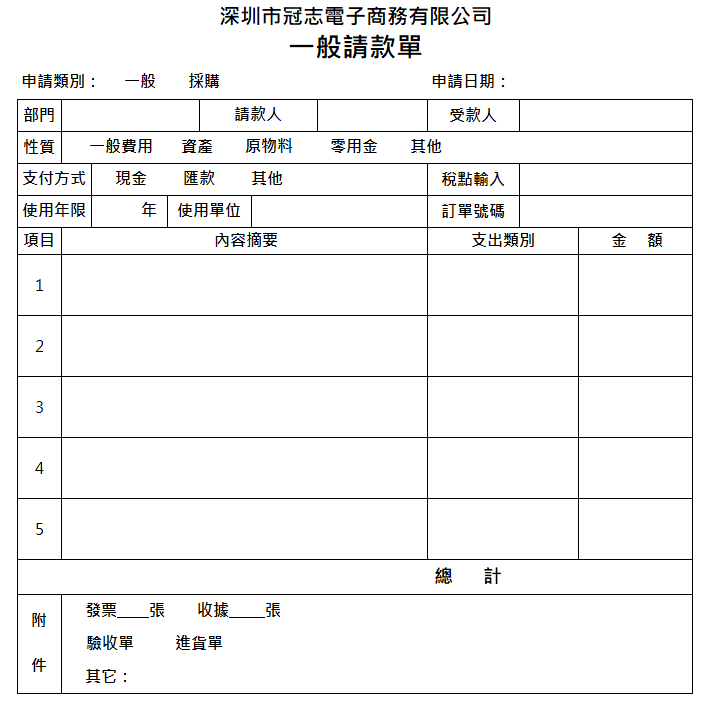 深圳市冠志電子商務有限公司
一般請款單
申請類別： 一般 採購 申請日期：
部門 請款人 受款人
性質 一般費用 資產 原物料 零用金 其他
支付方式 現金 匯款 其他 稅點輸入
使用年限 年 使用單位 訂單號碼
項目 內容摘要 支出類別 金 額
1
2
3
4
5
總 計
附件
發票____張 收據____張
驗收單 進貨單
其它：